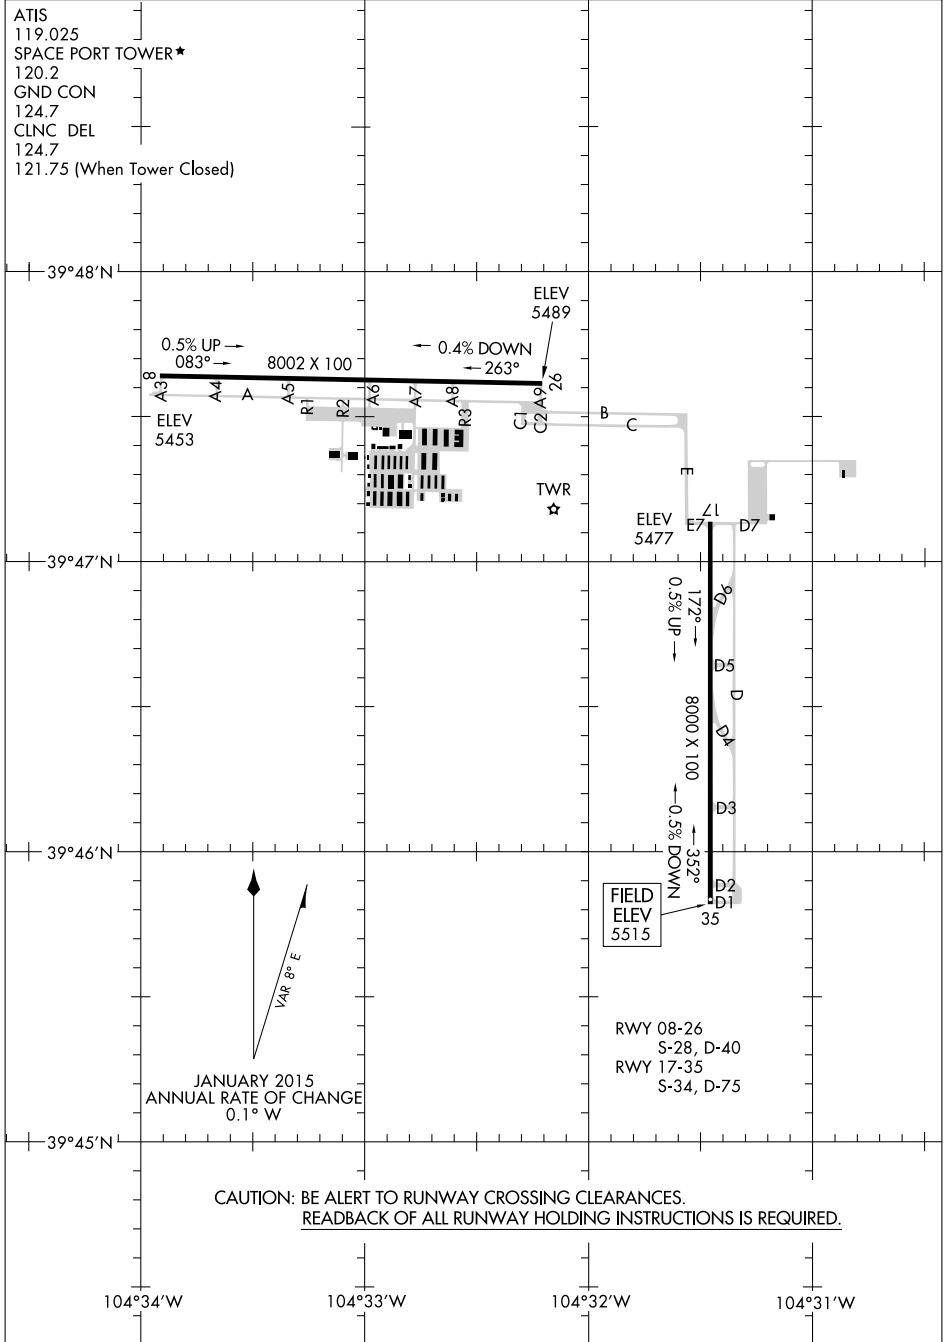 ATIS
119.025
SPACE PORT TOWER★
120.2
GND CON
124.7
CLNC DEL
124.7
121.75 (When Tower Closed)
39°48'N
ELEV
5489
0.5% UP
0.4% DOWN
083°
8002 X 100
263°
8
26
A3
A4
A
A5
A6
A7
A8
A9
R1
R2
R3
C1
C2
B
C
ELEV
5453
E
TWR
ELEV
5477
17
E7
D7
39°47'N
172°
0.5% UP
D6
D5
D
8000 X 100
D4
D3
0.5% DOWN
352°
39°46'N
D2
D1
35
FIELD
ELEV
5515
VAR 8° E
JANUARY 2015
ANNUAL RATE OF CHANGE
0.1° W
RWY 08-26
S-28, D-40
RWY 17-35
S-34, D-75
39°45'N
CAUTION: BE ALERT TO RUNWAY CROSSING CLEARANCES.
READBACK OF ALL RUNWAY HOLDING INSTRUCTIONS IS REQUIRED.
104°34'W
104°33'W
104°32'W
104°31'W